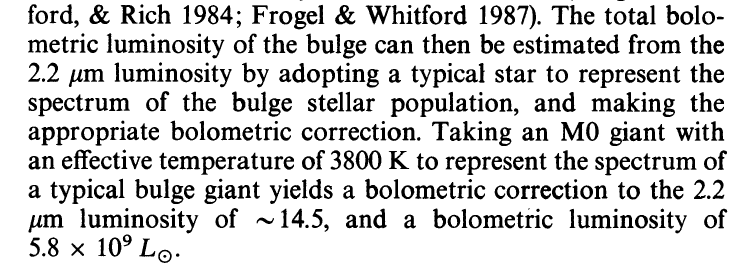 ford, & Rich 1984; Frogel & Whitford 1987). The total bolo-
metric luminosity of the bulge can then be estimated from the
2.2 μm luminosity by adopting a typical star to represent the
spectrum of the bulge stellar population, and making the
appropriate bolometric correction. Taking an M0 giant with
an effective temperature of 3800 K to represent the spectrum of
a typical bulge giant yields a bolometric correction to the 2.2
μm luminosity of ~14.5, and a bolometric luminosity of
5.8 × 10⁹ L⊙.